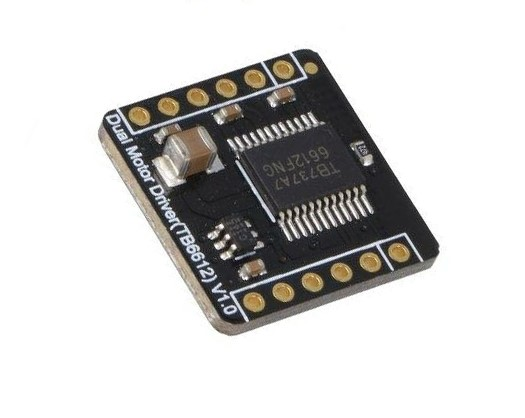 Dual Motor Driver(TB6612) V1.0
TB737A7
6612FNG